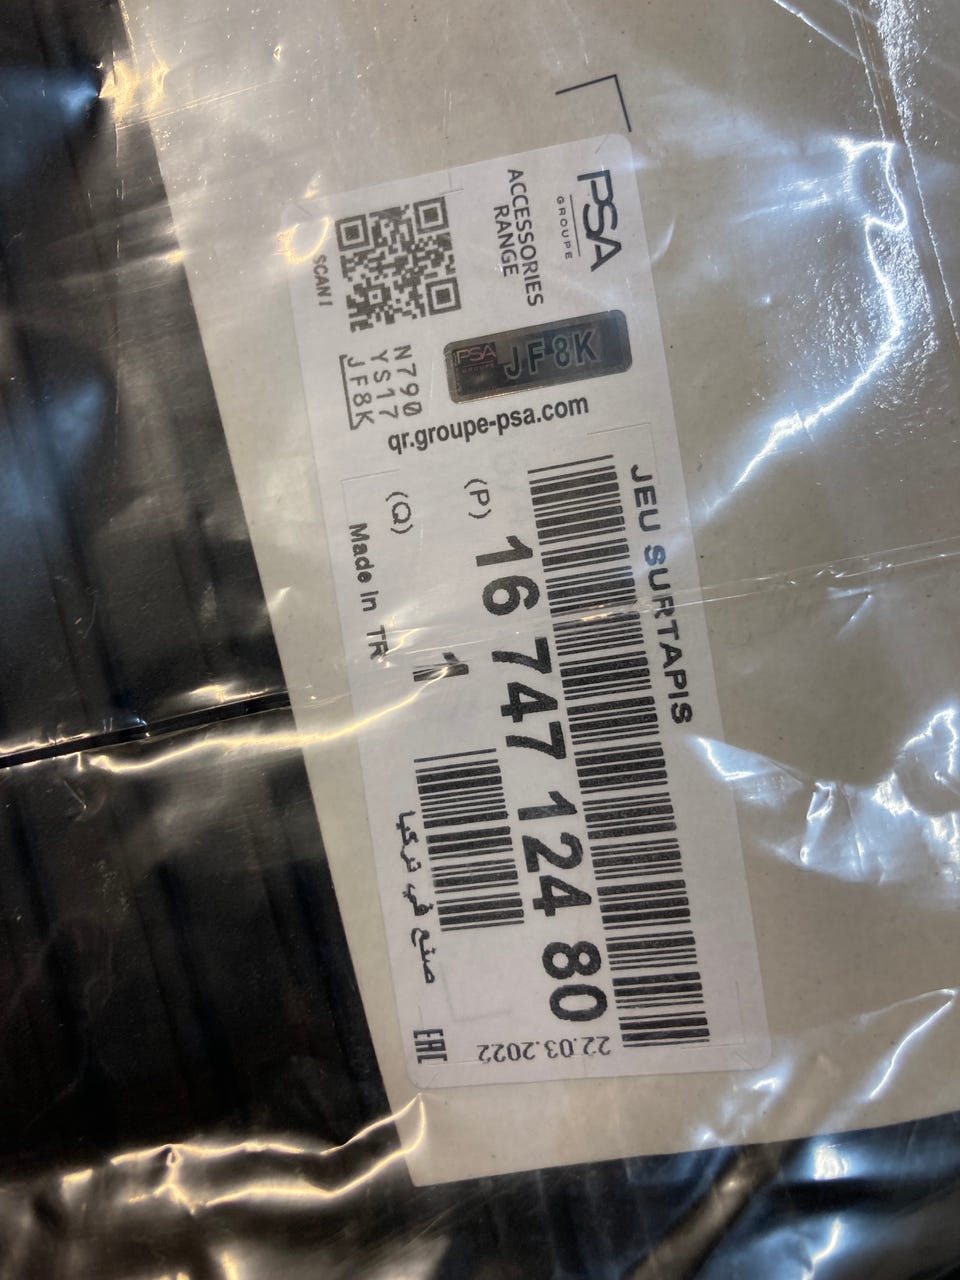 PSA
GROUPE
ACCESSORIES
RANGE
SCAN !
PSA
GROUPE
JF8K
N790
YS17
JF8K
qr.groupe-psa.com
JEU SURTAPIS
(P) 16 747 124 80
(Q) 1
Made in TR
صنع في تركيا
22.03.2022
EAC